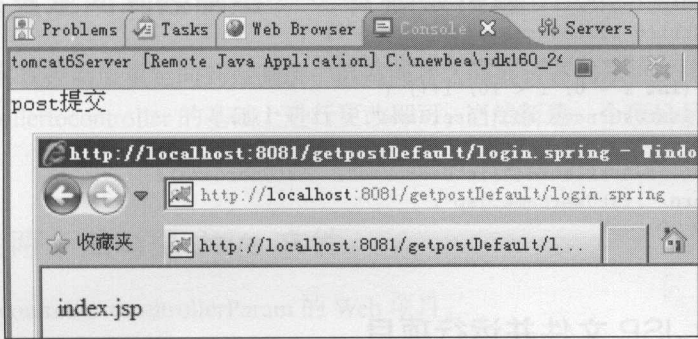 Problems Tasks Web Browser Console Servers
tomcat6Server [Remote Java Application] C:\newbea\jdk160_24
post提交
http://localhost:8081/getpostDefault/login.spring - Windo
http://localhost:8081/getpostDefault/login.spring
收藏夹 http://localhost:8081/getpostDefault/l...
index.jsp